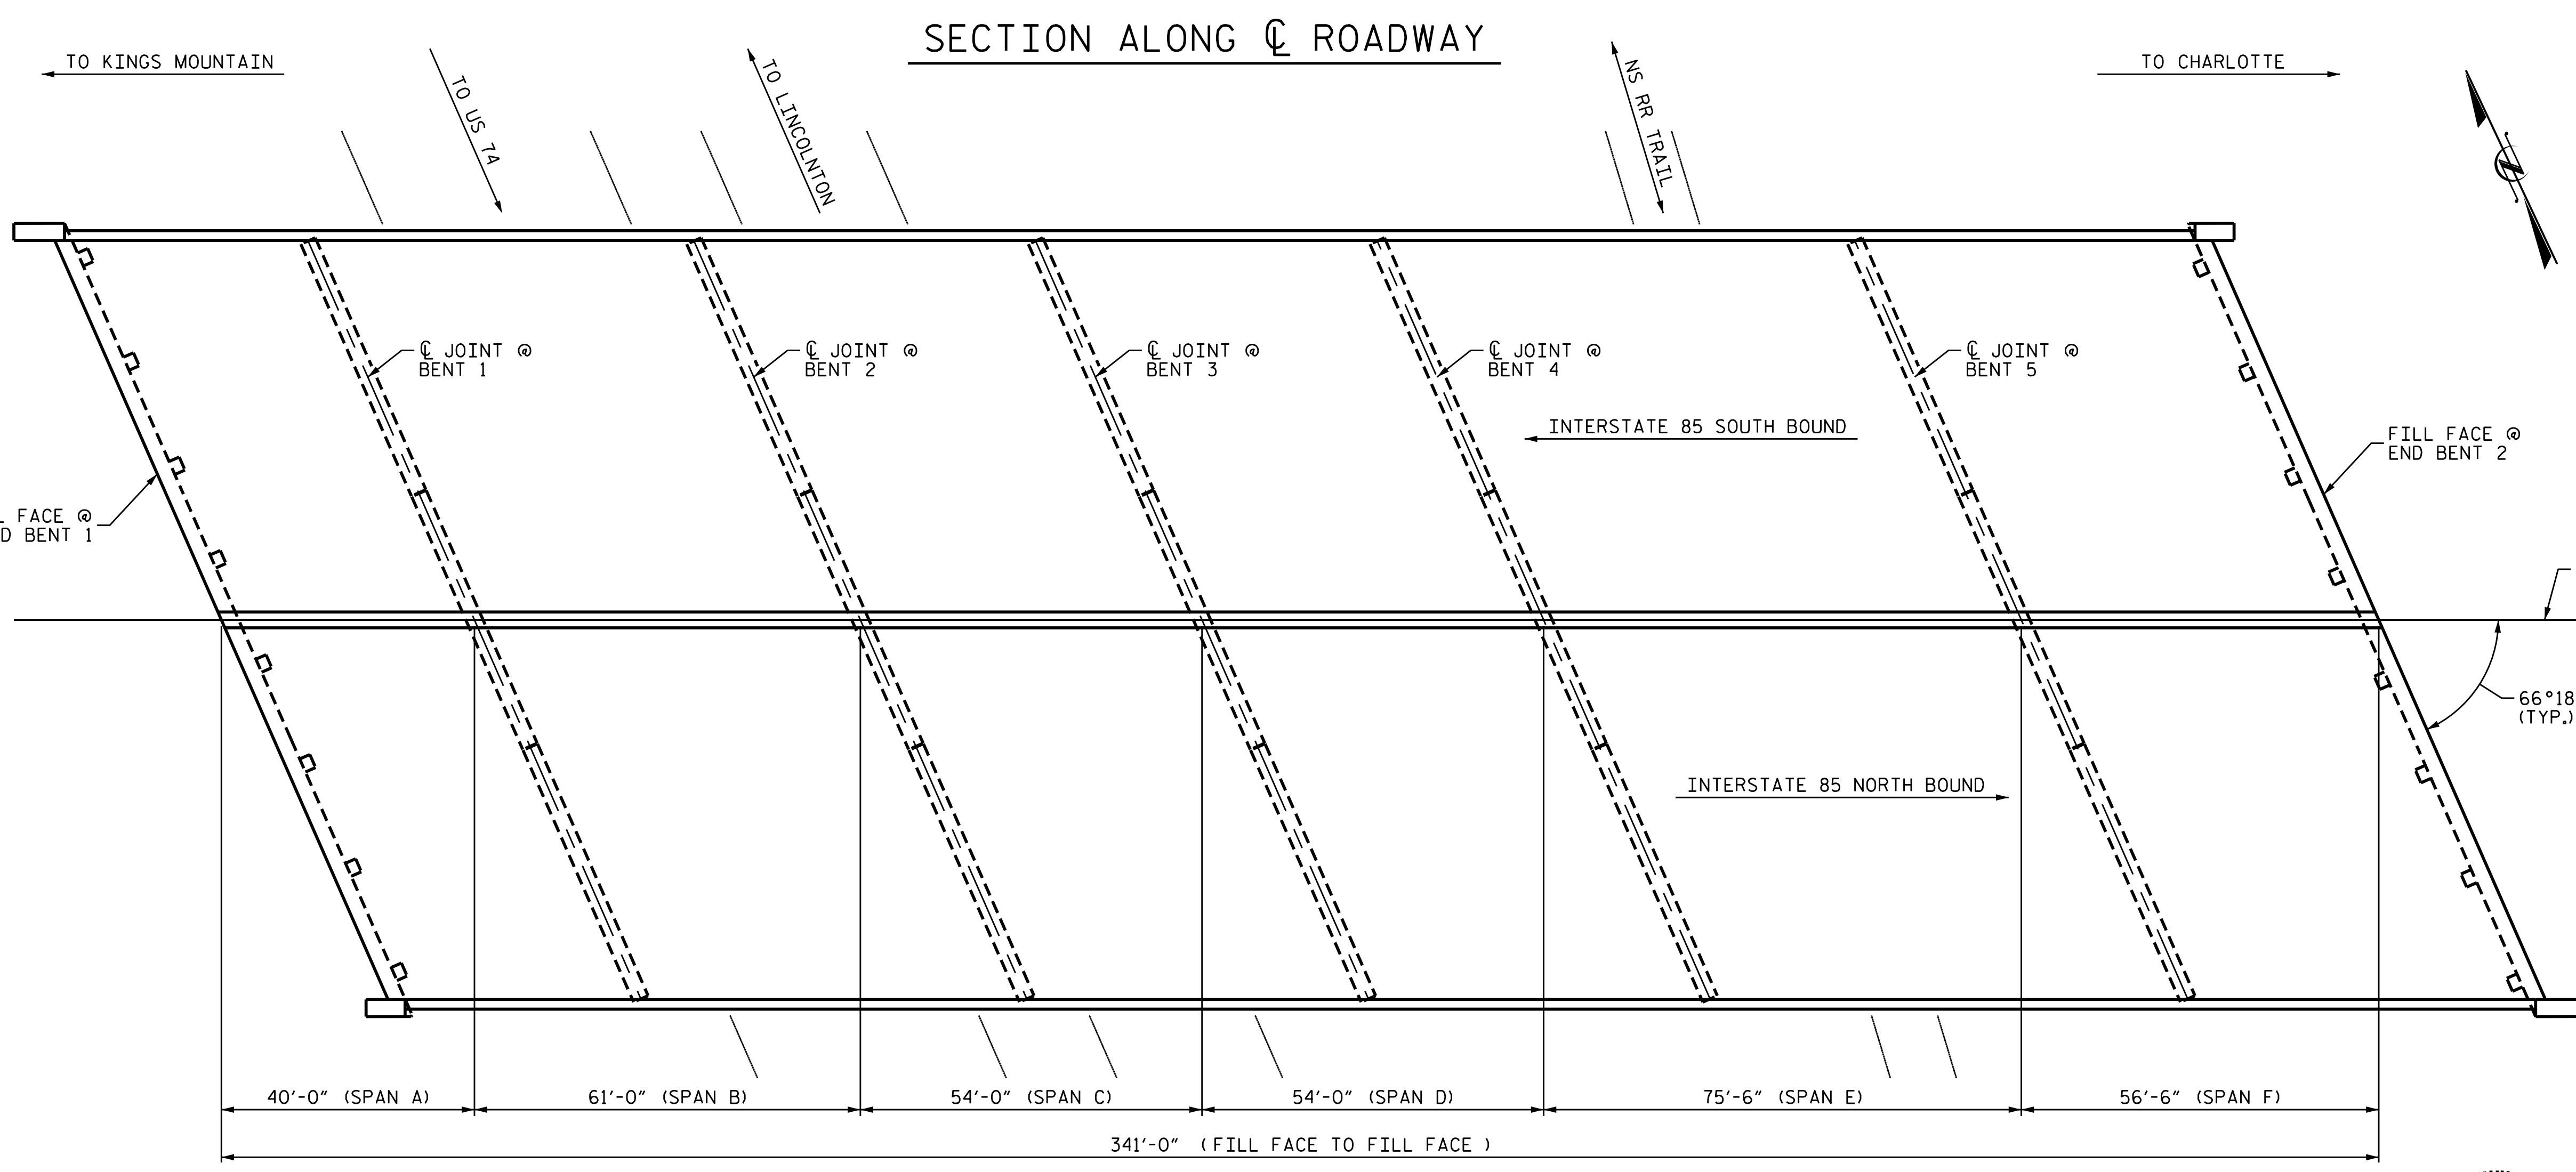 SECTION ALONG ℄ ROADWAY
TO KINGS MOUNTAIN
TO US 74
TO LINCOLNTON
NS RR TRAIL
TO CHARLOTTE
N
℄ JOINT @
BENT 1
℄ JOINT @
BENT 2
℄ JOINT @
BENT 3
℄ JOINT @
BENT 4
℄ JOINT @
BENT 5
INTERSTATE 85 SOUTH BOUND
FILL FACE @
END BENT 2
L FACE @
D BENT 1
66°18
(TYP.)
INTERSTATE 85 NORTH BOUND
40'-0" (SPAN A)
61'-0" (SPAN B)
54'-0" (SPAN C)
54'-0" (SPAN D)
75'-6" (SPAN E)
56'-6" (SPAN F)
341'-0" (FILL FACE TO FILL FACE)